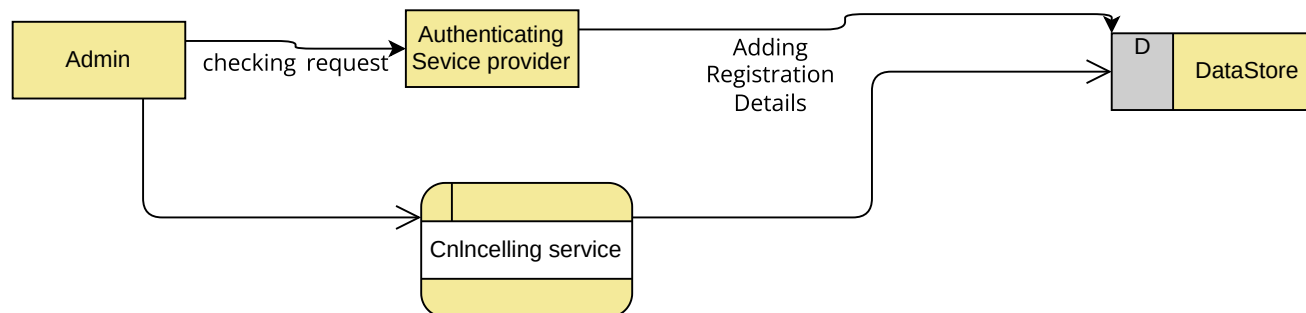 Admin
checking request
Authenticating
Sevice provider
Adding
Registration
Details
D
DataStore
Cnlncelling service